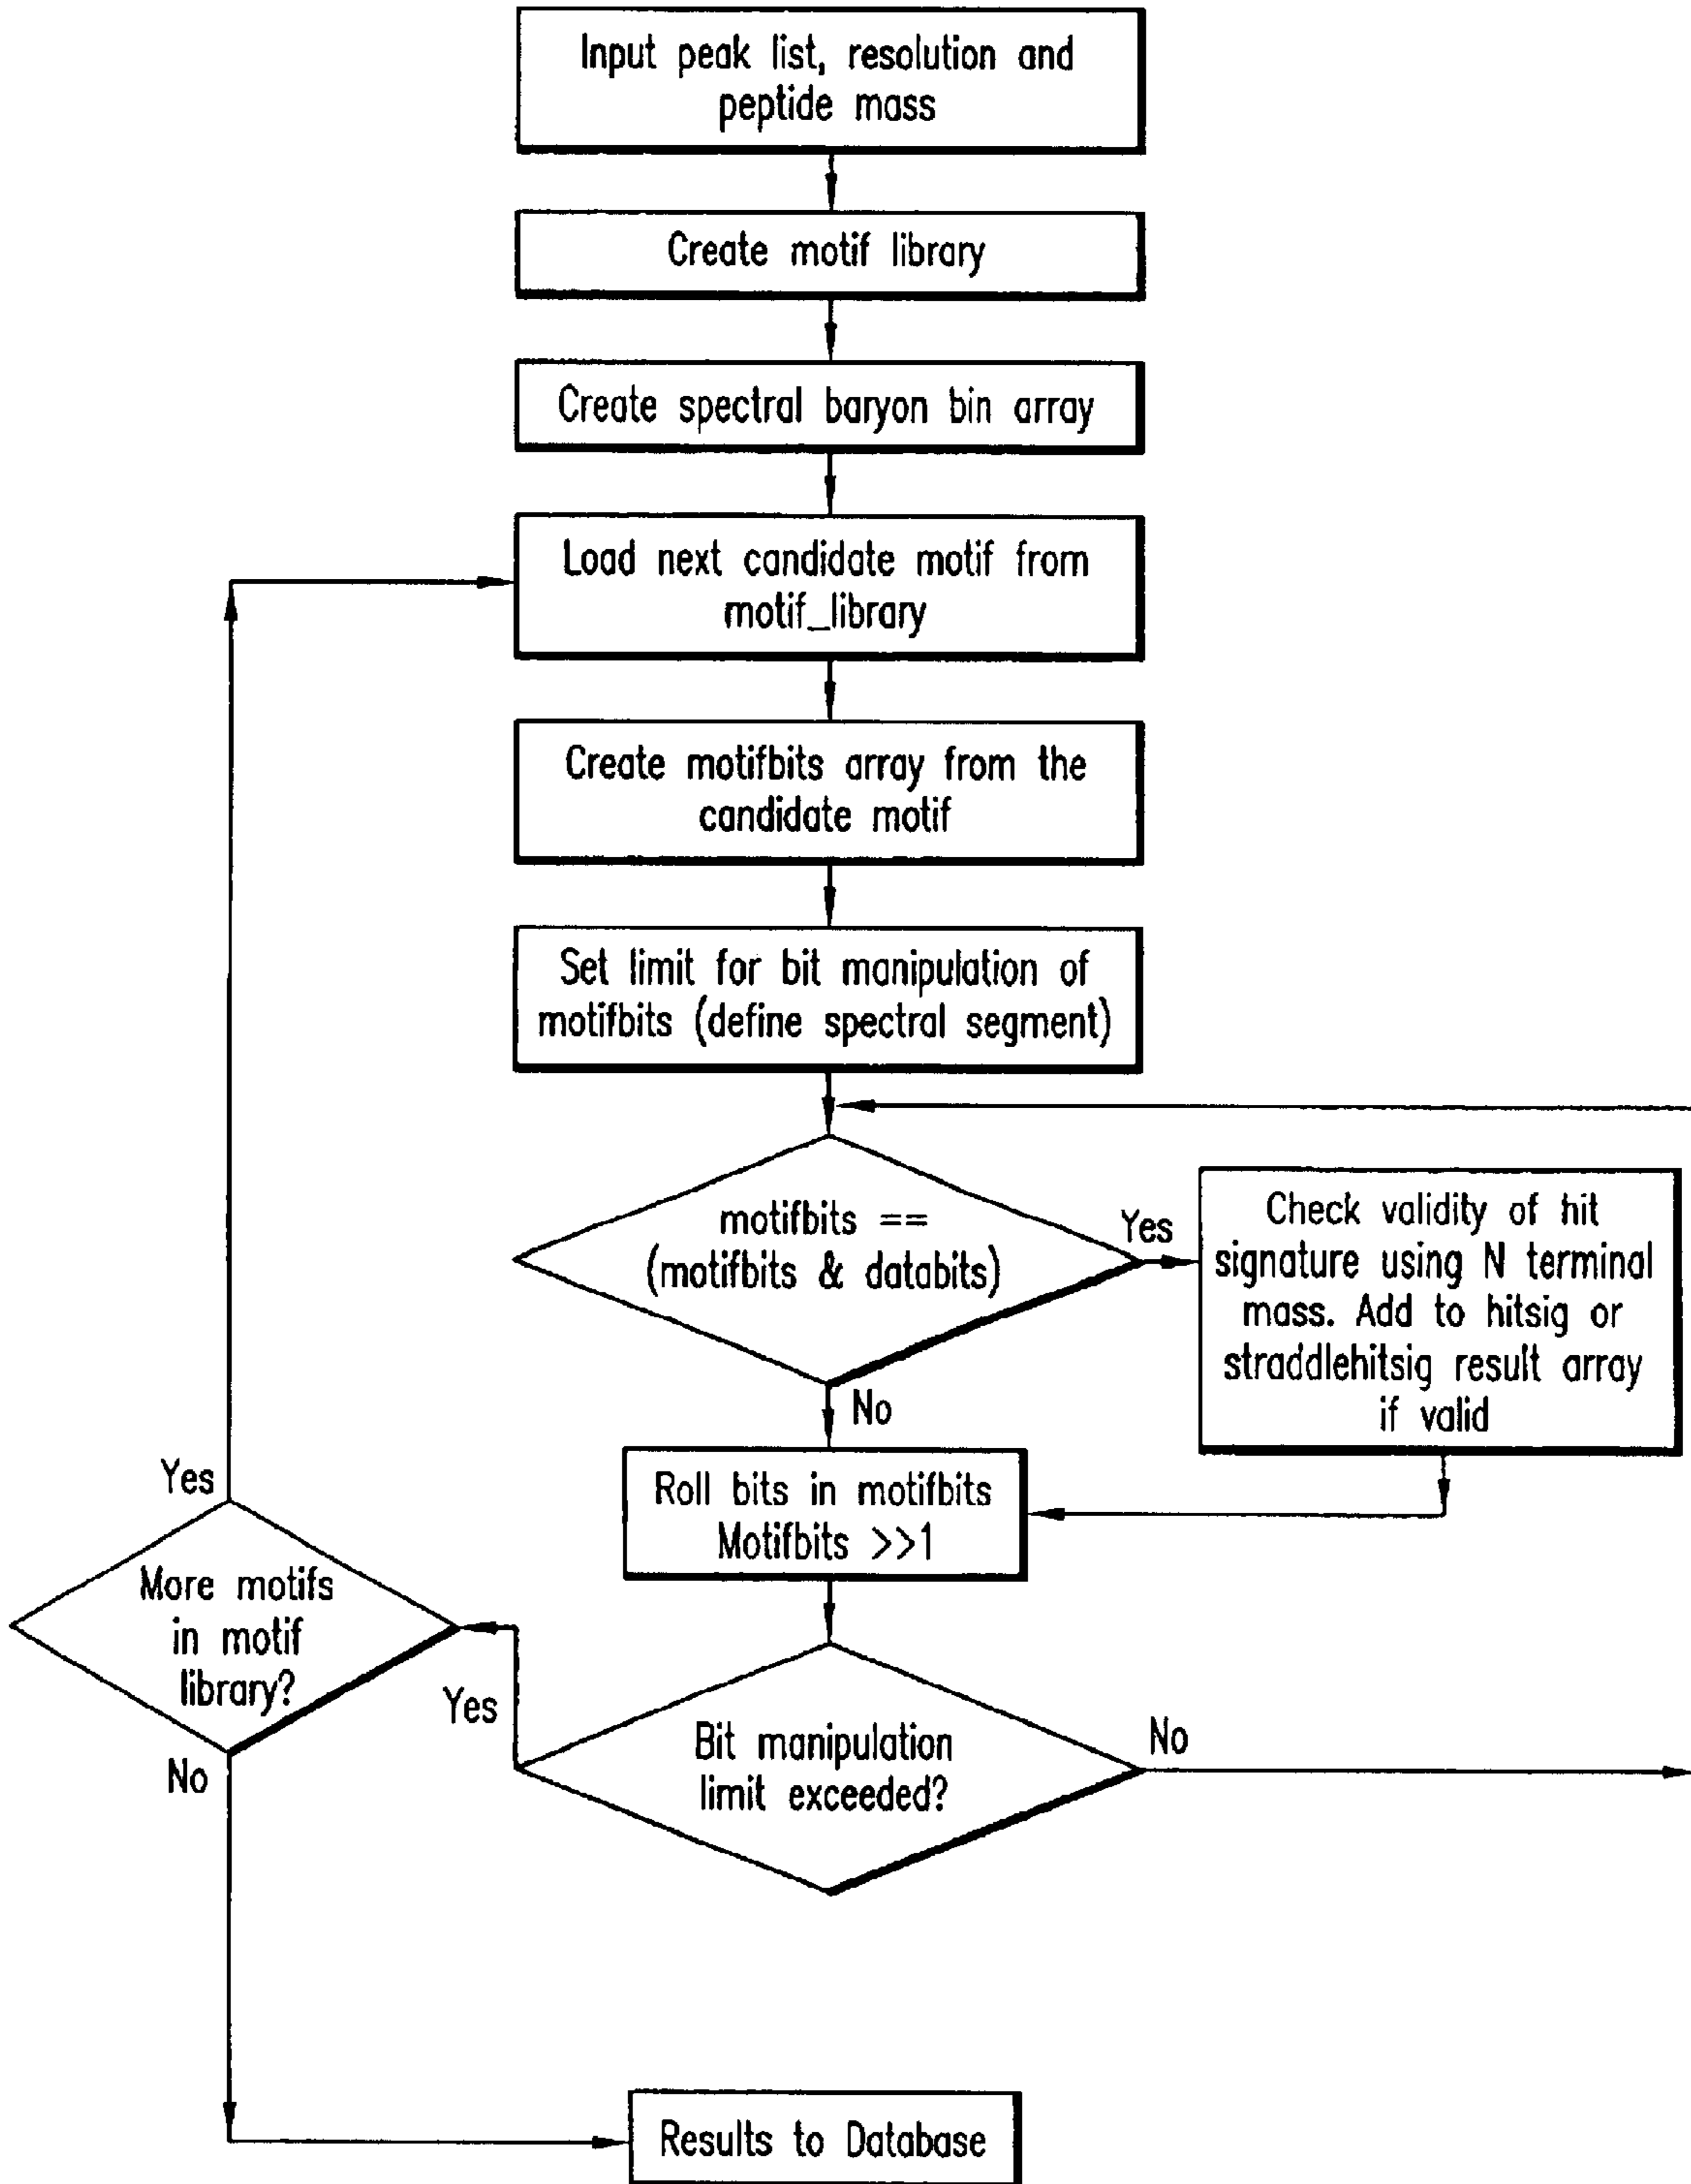 Input peak list, resolution and
peptide mass
Create motif library
Create spectral baryon bin array
Load next candidate motif from
motif_library
Create motifbits array from the
candidate motif
Set limit for bit manipulation of
motifbits (define spectral segment)
motifbits ==
(motifbits & databits)
Yes
Check validity of hit
signature using N terminal
mass. Add to hitsig or
straddlehitsig result array
if valid
No
Roll bits in motifbits
Motifbits >>1
Yes
More motifs
in motif
library?
No
Yes
Bit manipulation
limit exceeded?
No
Results to Database